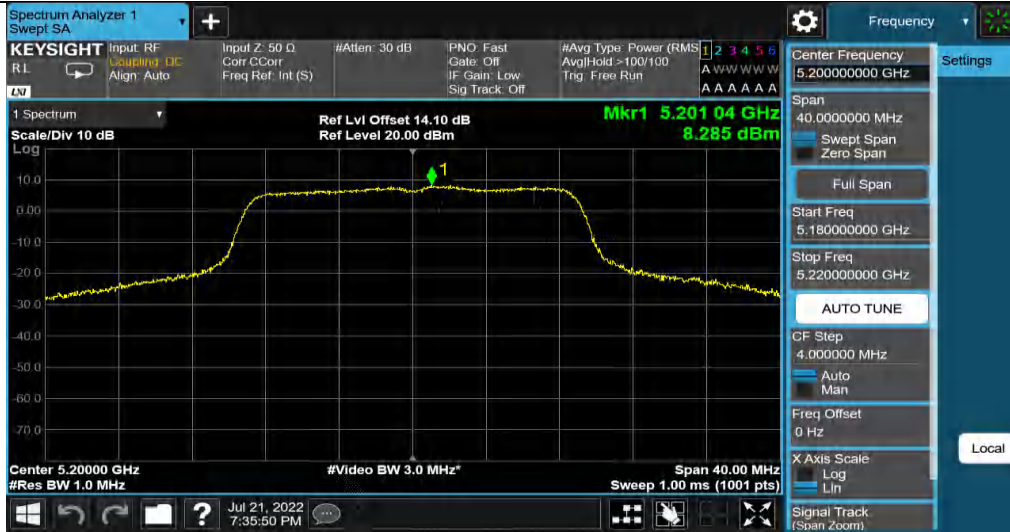 Spectrum Analyzer 1
Swept SA
+
Frequency
KEYSIGHT
RL
LXI
Input: RF
Coupling: DC
Align: Auto
Input Z: 50 Ω
Corr CCorr
Freq Ref: Int (S)
#Atten: 30 dB
PNO: Fast
Gate: Off
IF Gain: Low
Sig Track: Off
#Avg Type: Power (RMS)
Avg|Hold >100/100
Trig: Free Run
1 2 3 4 5 6
A W W W W W
A A A A A A
Center Frequency
5.200000000 GHz
Settings
Span
40.0000000 MHz
Swept Span
Zero Span
Full Span
Start Freq
5.180000000 GHz
Stop Freq
5.220000000 GHz
AUTO TUNE
CF Step
4.000000 MHz
Auto
Man
Freq Offset
0 Hz
X Axis Scale
Log
Lin
Signal Track
(Span Zoom)
Local
1 Spectrum
Scale/Div 10 dB
Log
Ref Lvl Offset 14.10 dB
Ref Level 20.00 dBm
Mkr1 5.201 04 GHz
8.285 dBm
1
10.0
0.00
-10.0
-20.0
-30.0
-40.0
-50.0
-60.0
-70.0
Center 5.20000 GHz
#Res BW 1.0 MHz
#Video BW 3.0 MHz*
Span 40.00 MHz
Sweep 1.00 ms (1001 pts)
?
Jul 21, 2022
7:35:50 PM